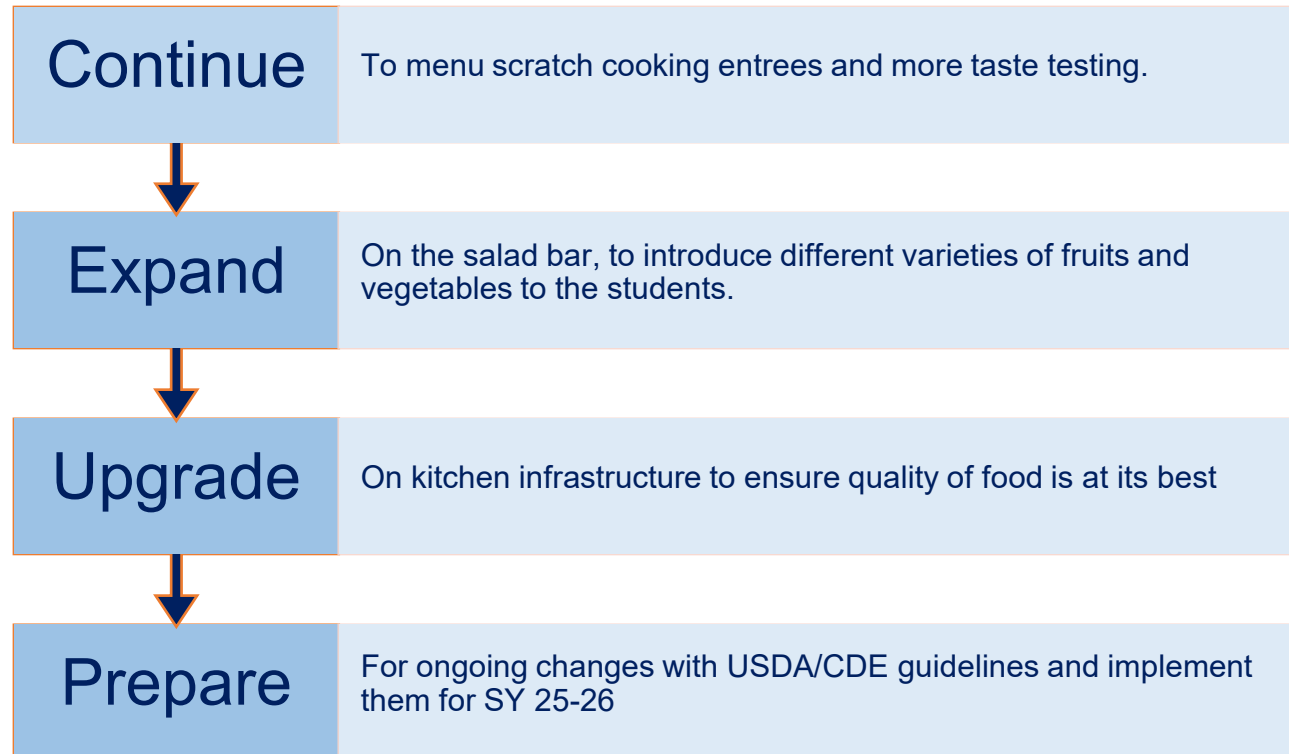 Continue
To menu scratch cooking entrees and more taste testing.
Expand
On the salad bar, to introduce different varieties of fruits and
vegetables to the students.
Upgrade
On kitchen infrastructure to ensure quality of food is at its best
Prepare
For ongoing changes with USDA/CDE guidelines and implement
them for SY 25-26